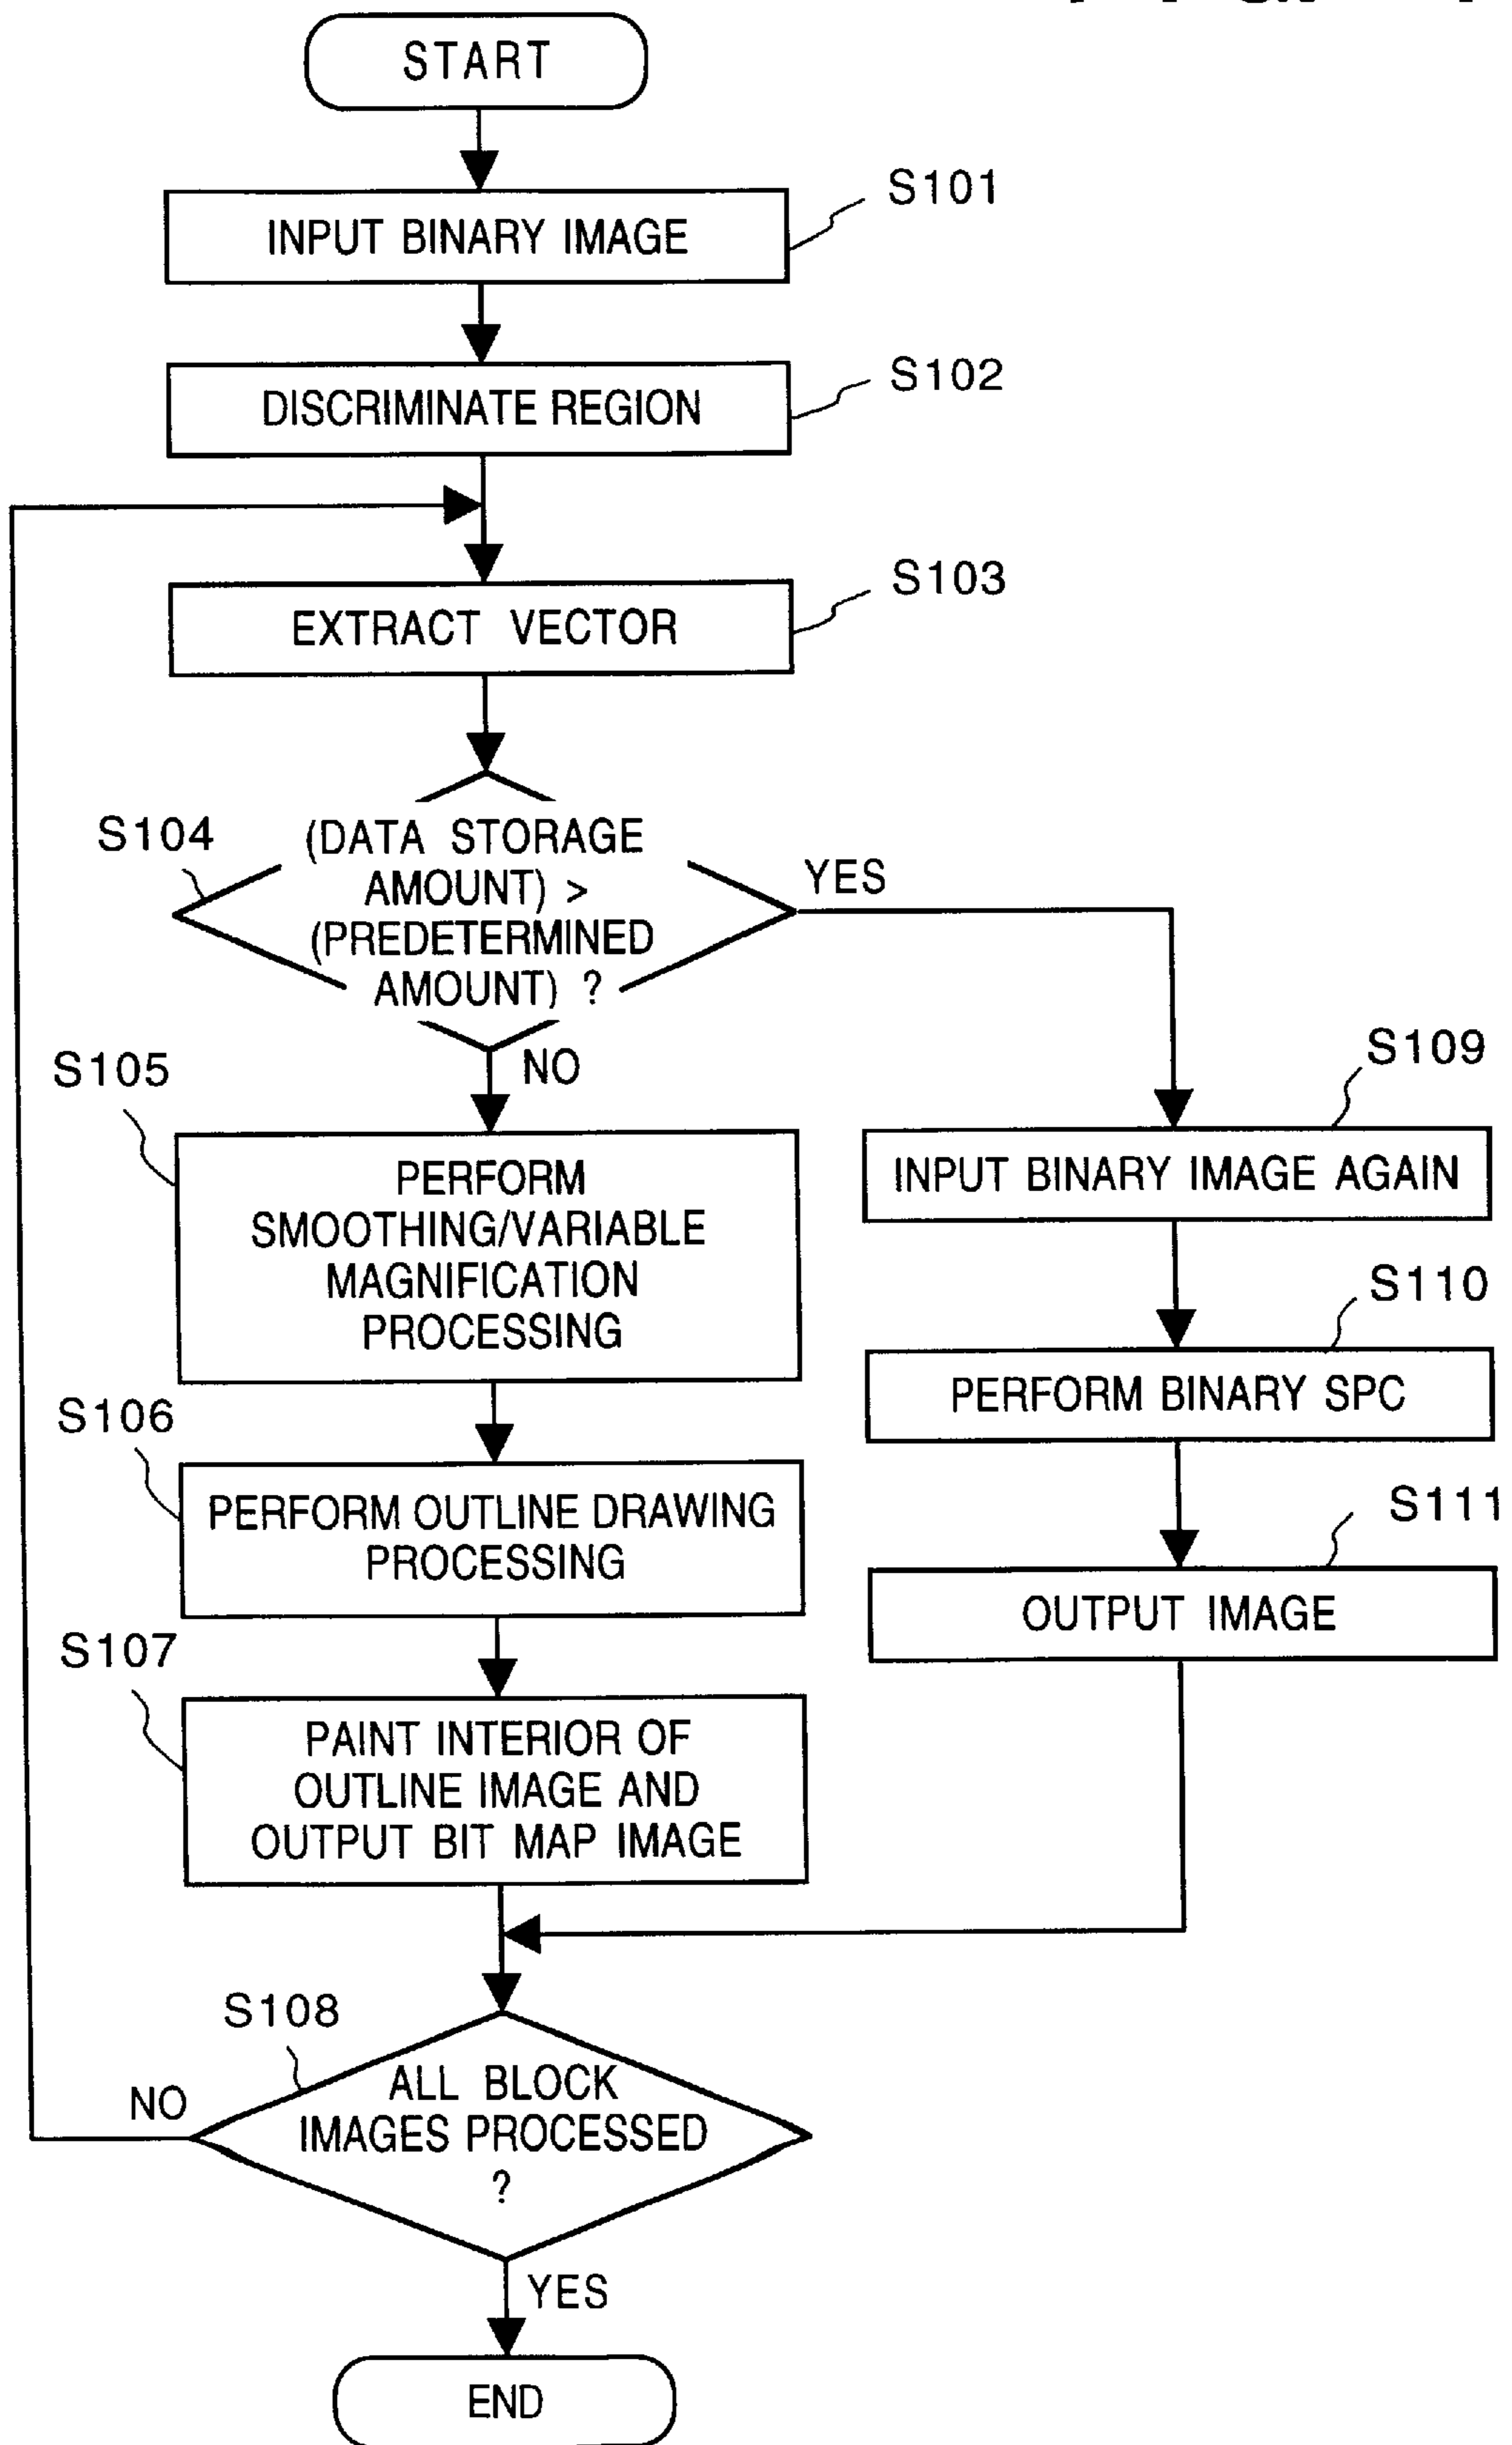 START
S101
INPUT BINARY IMAGE
S102
DISCRIMINATE REGION
S103
EXTRACT VECTOR
S104
(DATA STORAGE
AMOUNT) >
(PREDETERMINED
AMOUNT) ?
YES
NO
S105
PERFORM
SMOOTHING/VARIABLE
MAGNIFICATION
PROCESSING
S106
PERFORM OUTLINE DRAWING
PROCESSING
S107
PAINT INTERIOR OF
OUTLINE IMAGE AND
OUTPUT BIT MAP IMAGE
S109
INPUT BINARY IMAGE AGAIN
S110
PERFORM BINARY SPC
S111
OUTPUT IMAGE
S108
ALL BLOCK
IMAGES PROCESSED
?
NO
YES
END